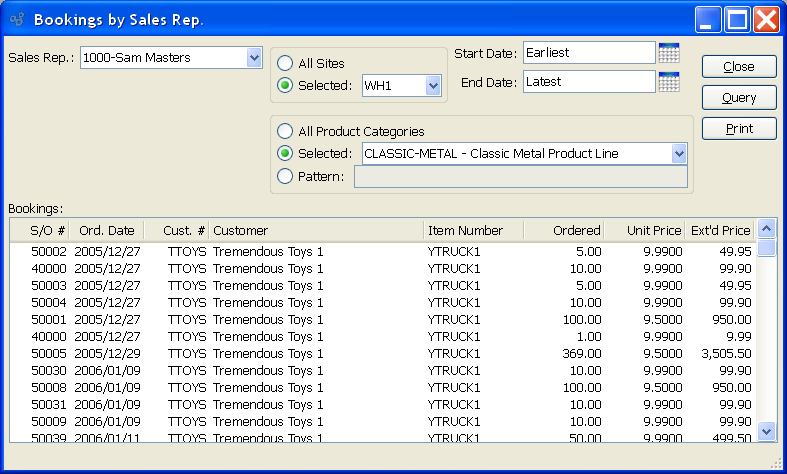 Bookings by Sales Rep.
Sales Rep.: 1000-Sam Masters
All Sites
Selected: WH1
Start Date: Earliest
End Date: Latest
Close
Query
Print
All Product Categories
Selected: CLASSIC-METAL - Classic Metal Product Line
Pattern:
Bookings:
S/O # Ord. Date Cust. # Customer Item Number Ordered Unit Price Ext'd Price
50002 2005/12/27 TTOYS Tremendous Toys 1 YTRUCK1 5.00 9.9900 49.95
40000 2005/12/27 TTOYS Tremendous Toys 1 YTRUCK1 10.00 9.9900 99.90
50003 2005/12/27 TTOYS Tremendous Toys 1 YTRUCK1 5.00 9.9900 49.95
50004 2005/12/27 TTOYS Tremendous Toys 1 YTRUCK1 10.00 9.9900 99.90
50001 2005/12/27 TTOYS Tremendous Toys 1 YTRUCK1 100.00 9.5000 950.00
40000 2005/12/27 TTOYS Tremendous Toys 1 YTRUCK1 1.00 9.9900 9.99
50005 2005/12/29 TTOYS Tremendous Toys 1 YTRUCK1 369.00 9.5000 3,505.50
50030 2006/01/09 TTOYS Tremendous Toys 1 YTRUCK1 10.00 9.9900 99.90
50008 2006/01/09 TTOYS Tremendous Toys 1 YTRUCK1 100.00 9.5000 950.00
50031 2006/01/09 TTOYS Tremendous Toys 1 YTRUCK1 10.00 9.9900 99.90
50009 2006/01/09 TTOYS Tremendous Toys 1 YTRUCK1 10.00 9.9900 99.90
50039 2006/01/11 TTOYS Tremendous Toys 1 YTRUCK1 50.00 9.9900 499.50